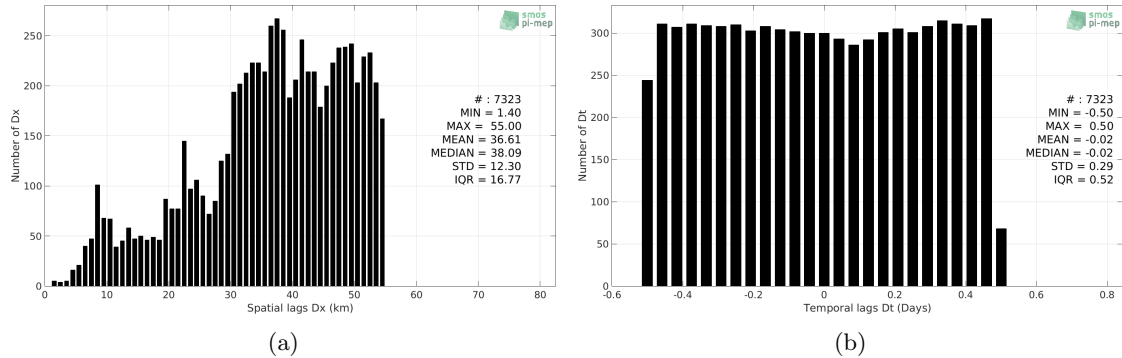 smos
pi-mep
250
200
150
100
50
0
Number of Dx
# : 7323
MIN = 1.40
MAX = 55.00
MEAN = 36.61
MEDIAN = 38.09
STD = 12.30
IQR = 16.77
0 10 20 30 40 50 60 70 80
Spatial lags Dx (km)
(a)
smos
pi-mep
300
250
200
150
100
50
0
Number of Dt
# : 7323
MIN = -0.50
MAX = 0.50
MEAN = -0.02
MEDIAN = -0.02
STD = 0.29
IQR = 0.52
-0.6 -0.4 -0.2 0 0.2 0.4 0.6 0.8
Temporal lags Dt (Days)
(b)